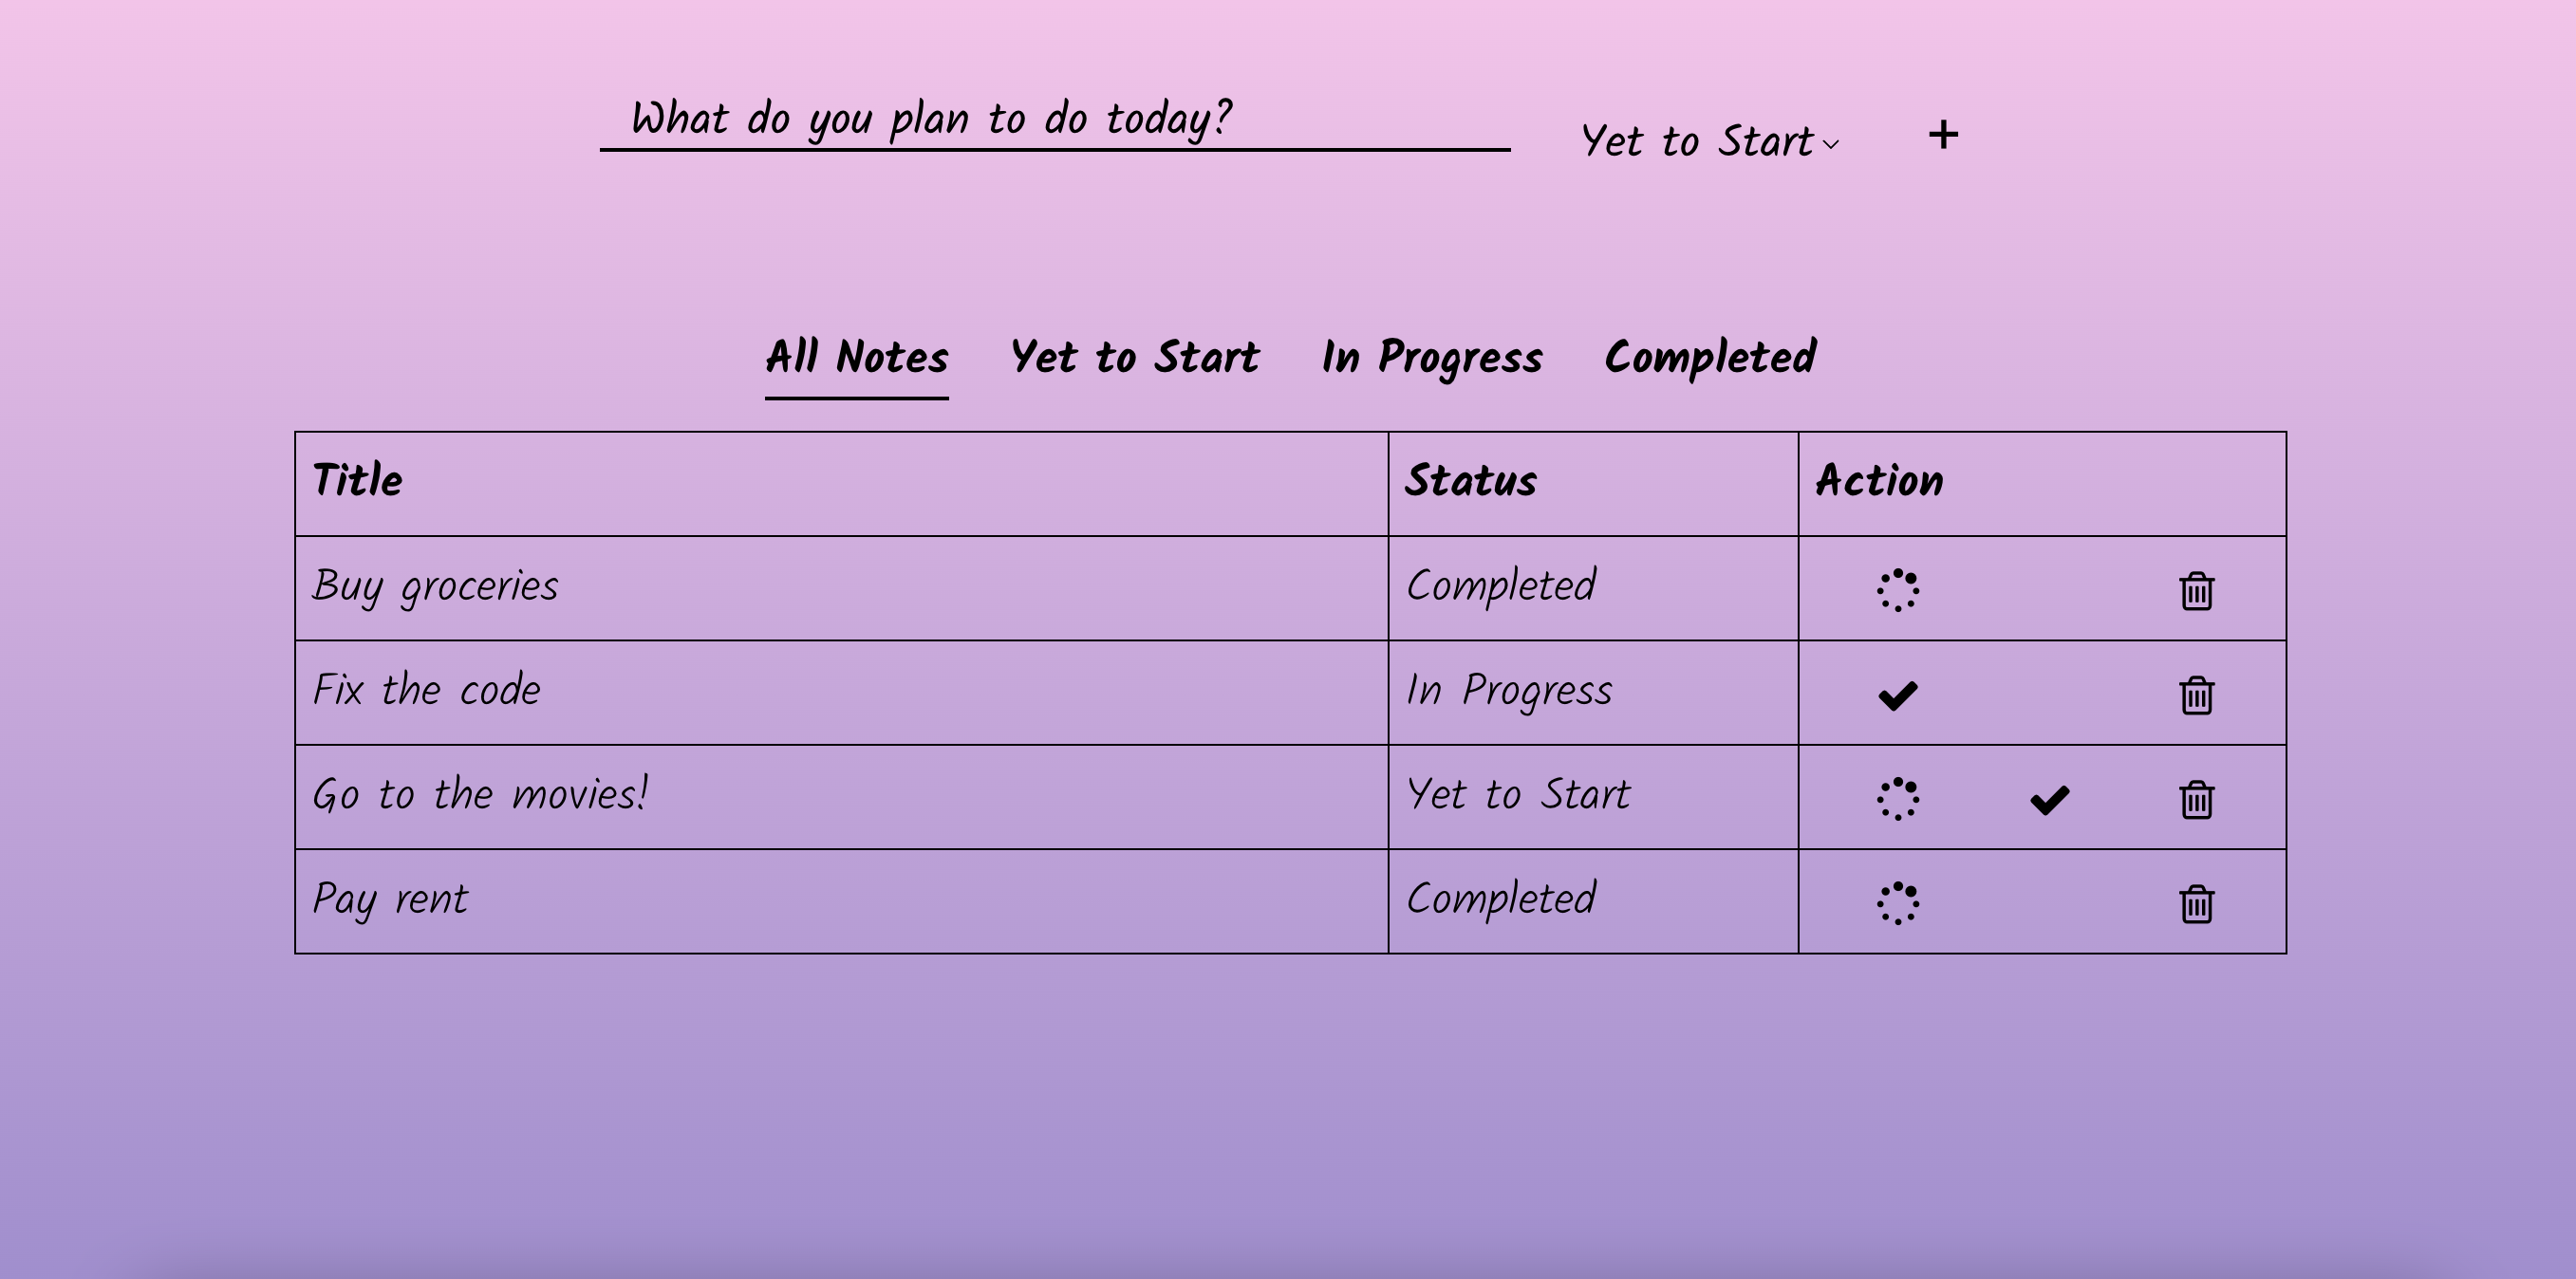 What do you plan to do today? Yet to Start +
All Notes Yet to Start In Progress Completed
Title Status Action
Buy groceries Completed
Fix the code In Progress
Go to the movies! Yet to Start
Pay rent Completed